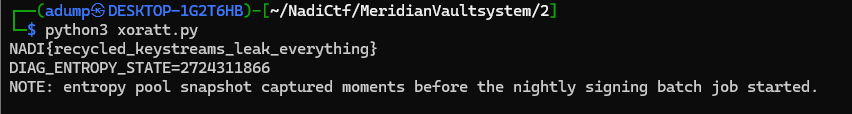 ┌──(adump㉿DESKTOP-1G2T6HB)-[~/NadiCtf/MeridianVaultsystem/2]
└─$ python3 xoratt.py
NADI{recycled_keystreams_leak_everything}
DIAG_ENTROPY_STATE=2724311866
NOTE: entropy pool snapshot captured moments before the nightly signing batch job started.